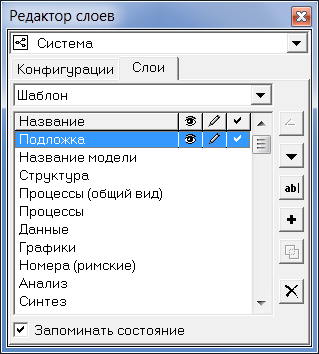 Редактор слоев
Система
Конфигурации Слои
Шаблон
Название
Подложка
Название модели
Структура
Процессы (общий вид)
Процессы
Данные
Графики
Номера (римские)
Анализ
Синтез
ab
Запоминать состояние